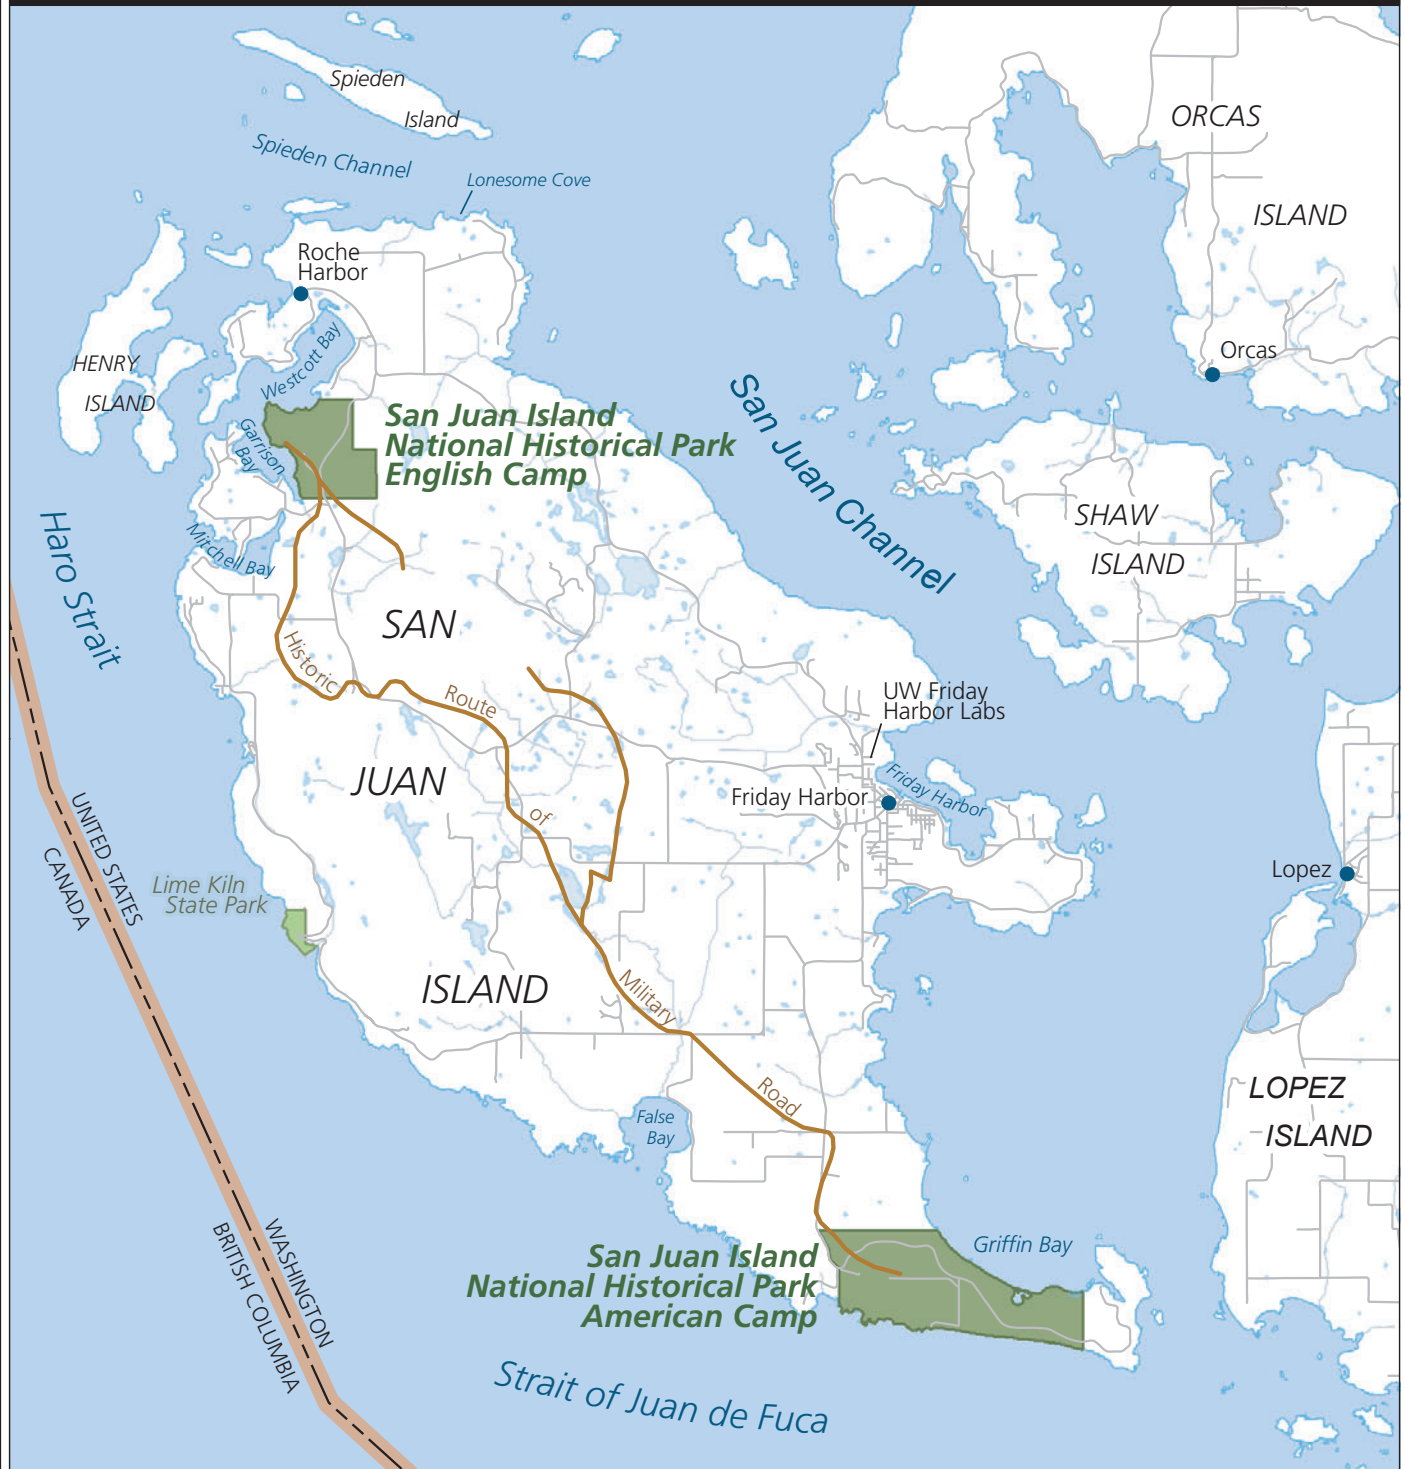 Spieden
Island
Spieden Channel
Lonesome Cove
ORCAS
ISLAND
Roche
Harbor
Westcott Bay
HENRY
ISLAND
Orcas
San Juan Island
National Historical Park
English Camp
Garrison
Bay
San Juan Channel
SHAW
ISLAND
Haro Strait
Mitchell Bay
SAN
Historic
Route
UW Friday
Harbor Labs
JUAN
of
Friday Harbor
Friday Harbor
UNITED STATES
CANADA
Lime Kiln
State Park
Lopez
ISLAND
Military
Road
False
Bay
LOPEZ
ISLAND
WASHINGTON
BRITISH COLUMBIA
Griffin Bay
San Juan Island
National Historical Park
American Camp
Strait of Juan de Fuca